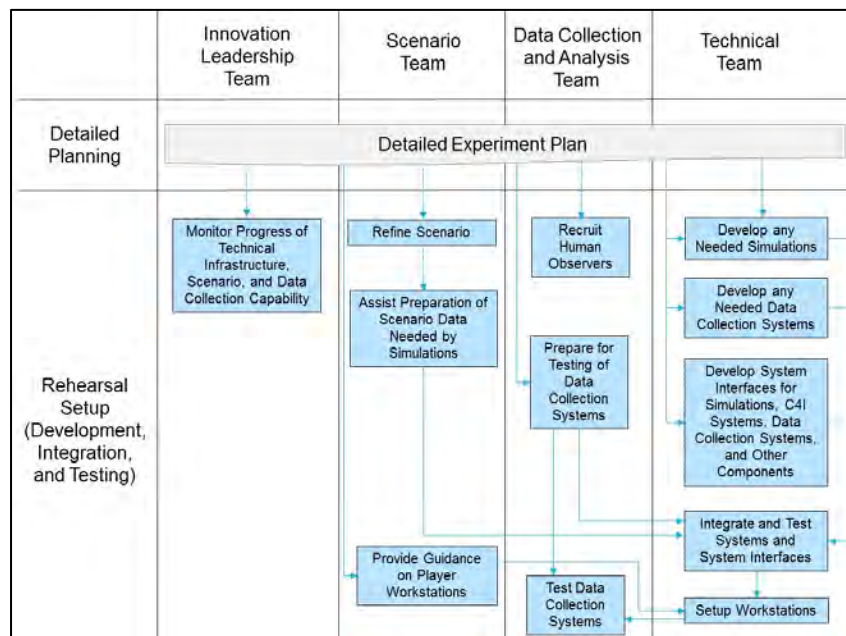 Innovation
Leadership
Team
Scenario
Team
Data Collection
and Analysis
Team
Technical
Team
Detailed
Planning
Detailed Experiment Plan
Rehearsal
Setup
(Development,
Integration,
and Testing)
Monitor Progress of
Technical
Infrastructure,
Scenario, and Data
Collection Capability
Refine Scenario
Assist Preparation of
Scenario Data
Needed by
Simulations
Provide Guidance
on Player
Workstations
Recruit
Human
Observers
Prepare for
Testing of
Data
Collection
Systems
Test Data
Collection
Systems
Develop any
Needed Simulations
Develop any
Needed Data
Collection Systems
Develop System
Interfaces for
Simulations, C4I
Systems, Data
Collection Systems,
and Other
Components
Integrate and Test
Systems and
System Interfaces
Setup Workstations